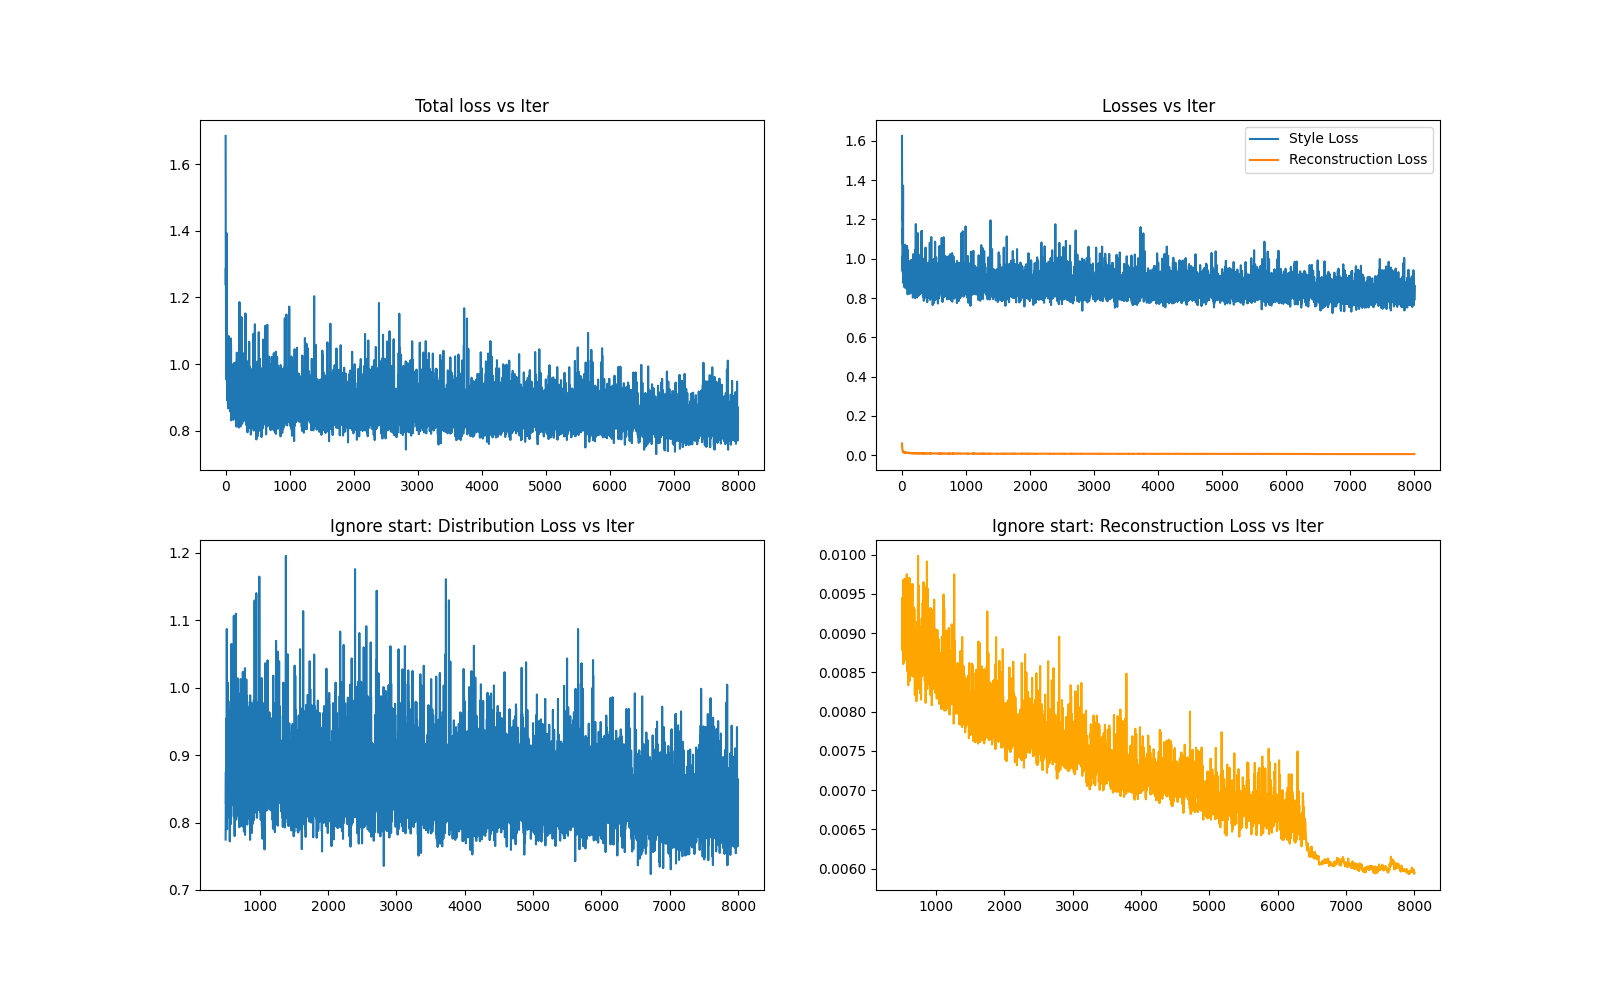 Total loss vs Iter
1.6
1.4
1.2
1.0
0.8
0 1000 2000 3000 4000 5000 6000 7000 8000
Losses vs Iter
Style Loss
Reconstruction Loss
1.6
1.4
1.2
1.0
0.8
0.6
0.4
0.2
0.0
0 1000 2000 3000 4000 5000 6000 7000 8000
Ignore start: Distribution Loss vs Iter
1.2
1.1
1.0
0.9
0.8
0.7
1000 2000 3000 4000 5000 6000 7000 8000
Ignore start: Reconstruction Loss vs Iter
0.0100
0.0095
0.0090
0.0085
0.0080
0.0075
0.0070
0.0065
0.0060
1000 2000 3000 4000 5000 6000 7000 8000